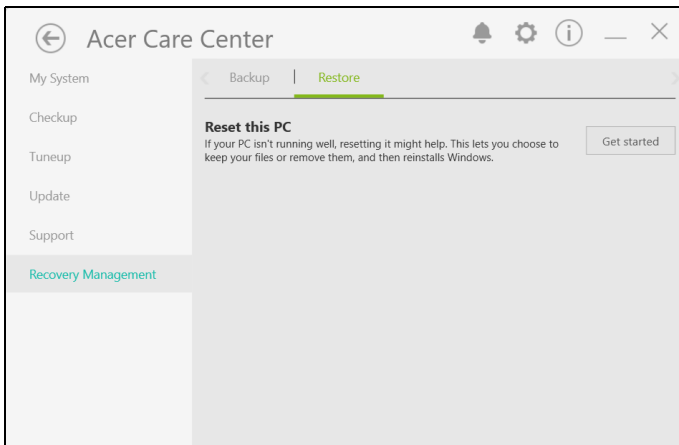 Acer Care Center
My System
Checkup
Tuneup
Update
Support
Recovery Management
Backup
Restore
Reset this PC
If your PC isn't running well, resetting it might help. This lets you choose to
keep your files or remove them, and then reinstalls Windows.
Get started